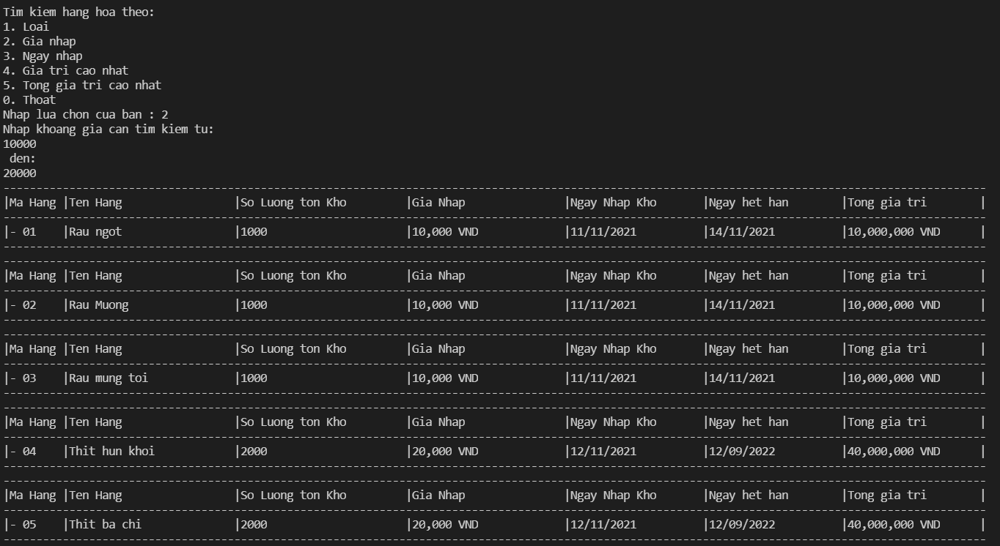 Tim kiem hang hoa theo:
1. Loai
2. Gia nhap
3. Ngay nhap
4. Gia tri cao nhat
5. Tong gia tri cao nhat
0. Thoat
Nhap lua chon cua ban : 2
Nhap khoang gia can tim kiem tu:
10000
 den:
20000
|Ma Hang |Ten Hang |So Luong ton Kho |Gia Nhap |Ngay Nhap Kho |Ngay het han |Tong gia tri |
|- 01 |Rau ngot |1000 |10,000 VND |11/11/2021 |14/11/2021 |10,000,000 VND |
|Ma Hang |Ten Hang |So Luong ton Kho |Gia Nhap |Ngay Nhap Kho |Ngay het han |Tong gia tri |
|- 02 |Rau Muong |1000 |10,000 VND |11/11/2021 |14/11/2021 |10,000,000 VND |
|Ma Hang |Ten Hang |So Luong ton Kho |Gia Nhap |Ngay Nhap Kho |Ngay het han |Tong gia tri |
|- 03 |Rau mung toi |1000 |10,000 VND |11/11/2021 |14/11/2021 |10,000,000 VND |
|Ma Hang |Ten Hang |So Luong ton Kho |Gia Nhap |Ngay Nhap Kho |Ngay het han |Tong gia tri |
|- 04 |Thit hun khoi |2000 |20,000 VND |12/11/2021 |12/09/2022 |40,000,000 VND |
|Ma Hang |Ten Hang |So Luong ton Kho |Gia Nhap |Ngay Nhap Kho |Ngay het han |Tong gia tri |
|- 05 |Thit ba chi |2000 |20,000 VND |12/11/2021 |12/09/2022 |40,000,000 VND |